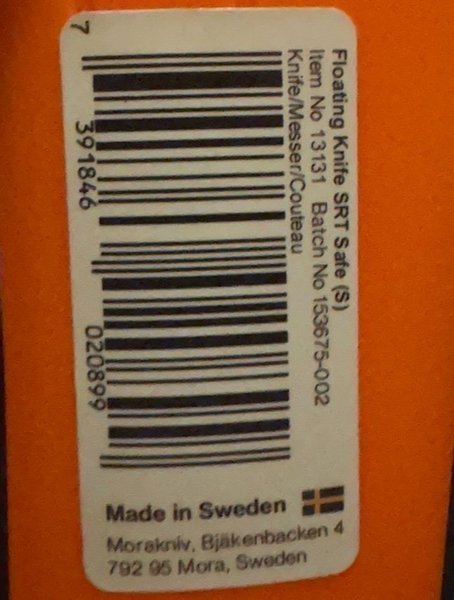 Floating Knife SRT Safe (S)
Item No 13131 Batch No 153675-002
Knife/Messer/Couteau
7 391846 020899
Made in Sweden
Morakniv, Bjäkenbacken 4
792 95 Mora, Sweden